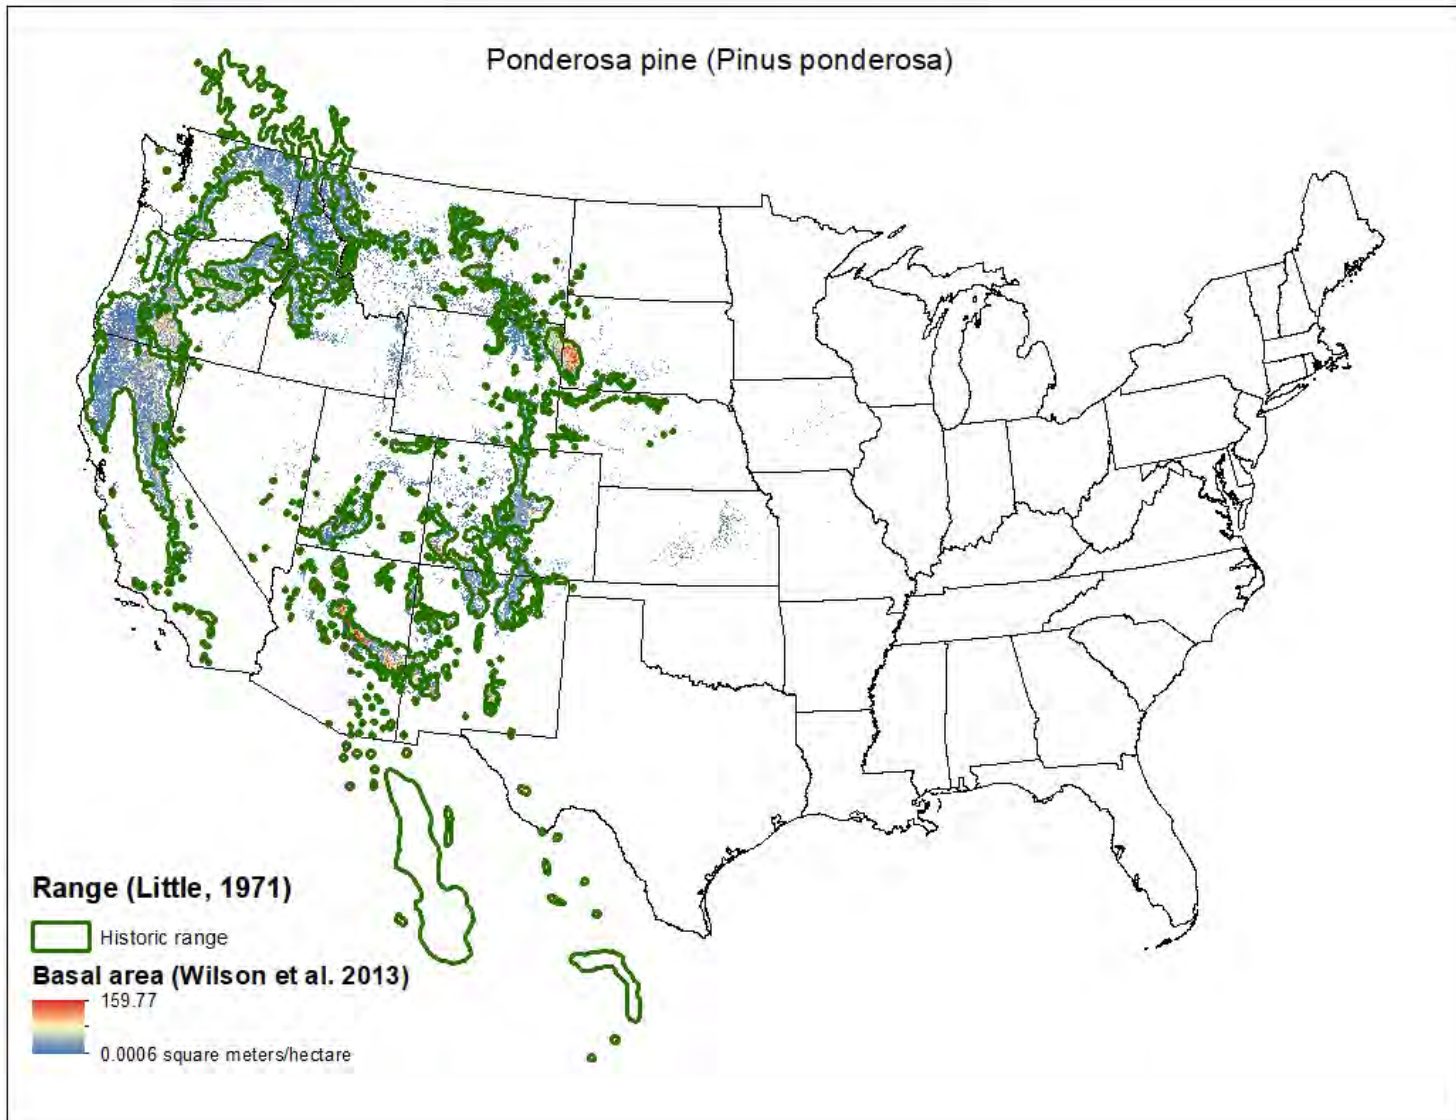 Ponderosa pine (Pinus ponderosa)
Range (Little, 1971)
Historic range
Basal area (Wilson et al. 2013)
159.77
0.0006 square meters/hectare